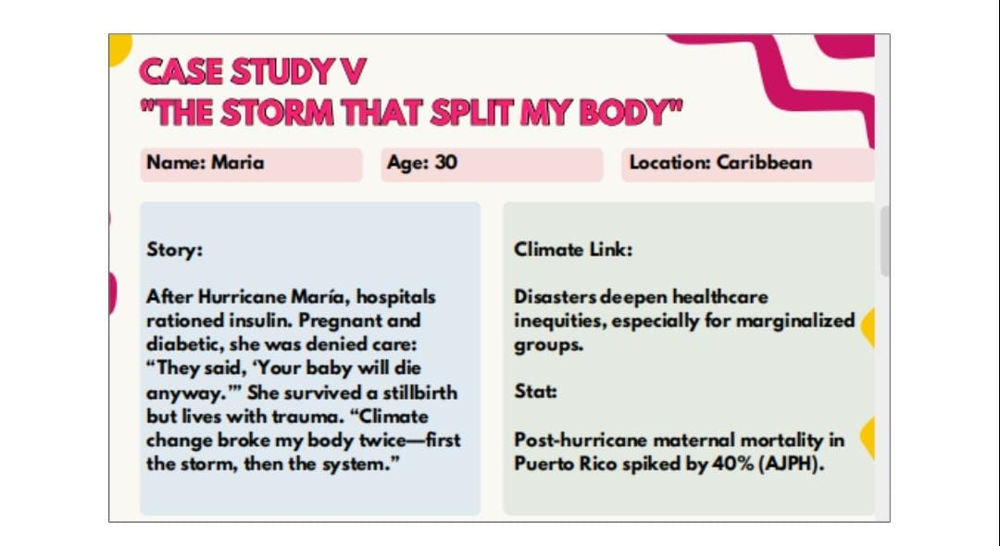 CASE STUDY V
"THE STORM THAT SPLIT MY BODY"
Name: Maria
Age: 30
Location: Caribbean
Story:
After Hurricane María, hospitals
rationed insulin. Pregnant and
diabetic, she was denied care:
“They said, ‘Your baby will die
anyway.’” She survived a stillbirth
but lives with trauma. “Climate
change broke my body twice—first
the storm, then the system.”
Climate Link:
Disasters deepen healthcare
inequities, especially for marginalized
groups.
Stat:
Post-hurricane maternal mortality in
Puerto Rico spiked by 40% (AJPH).